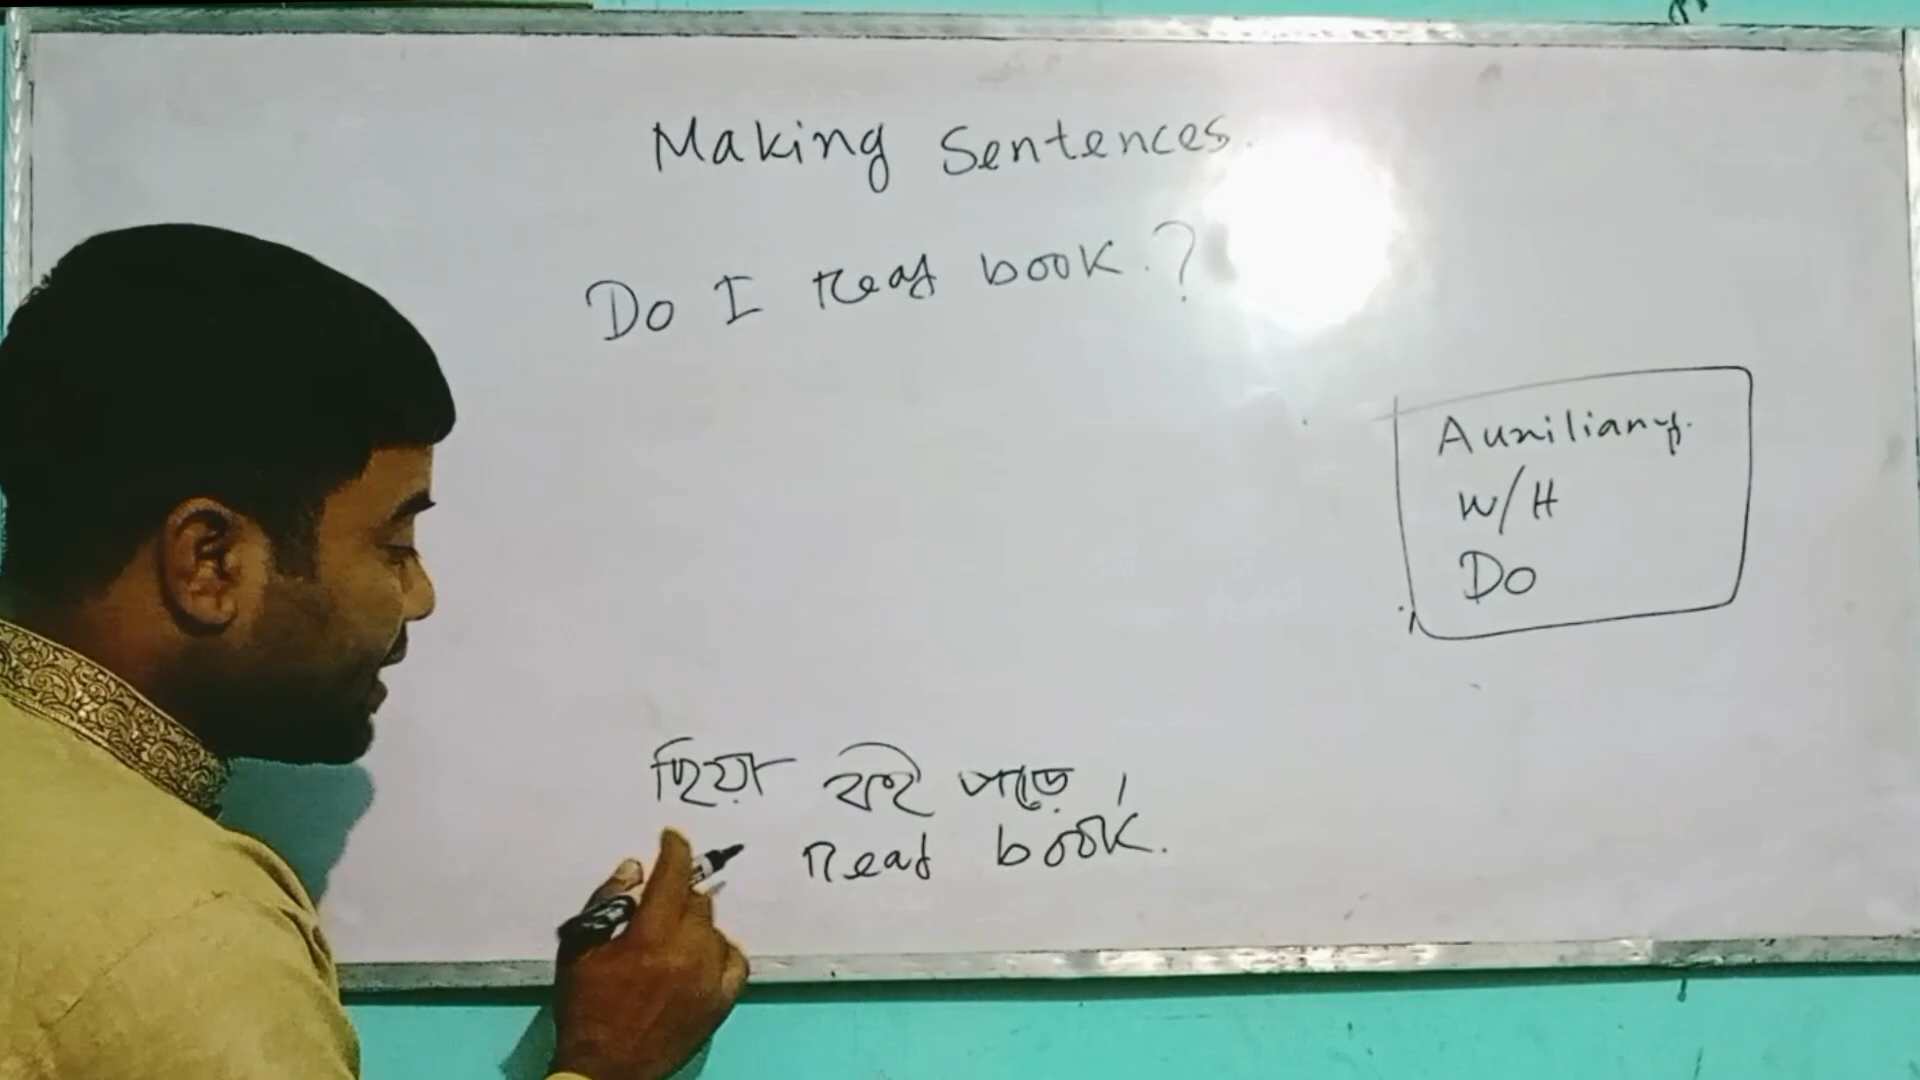 Making Sentences.
Do I read book.?
Auxiliary.
W/H
Do
হিয়া বই পড়ে।
read book.